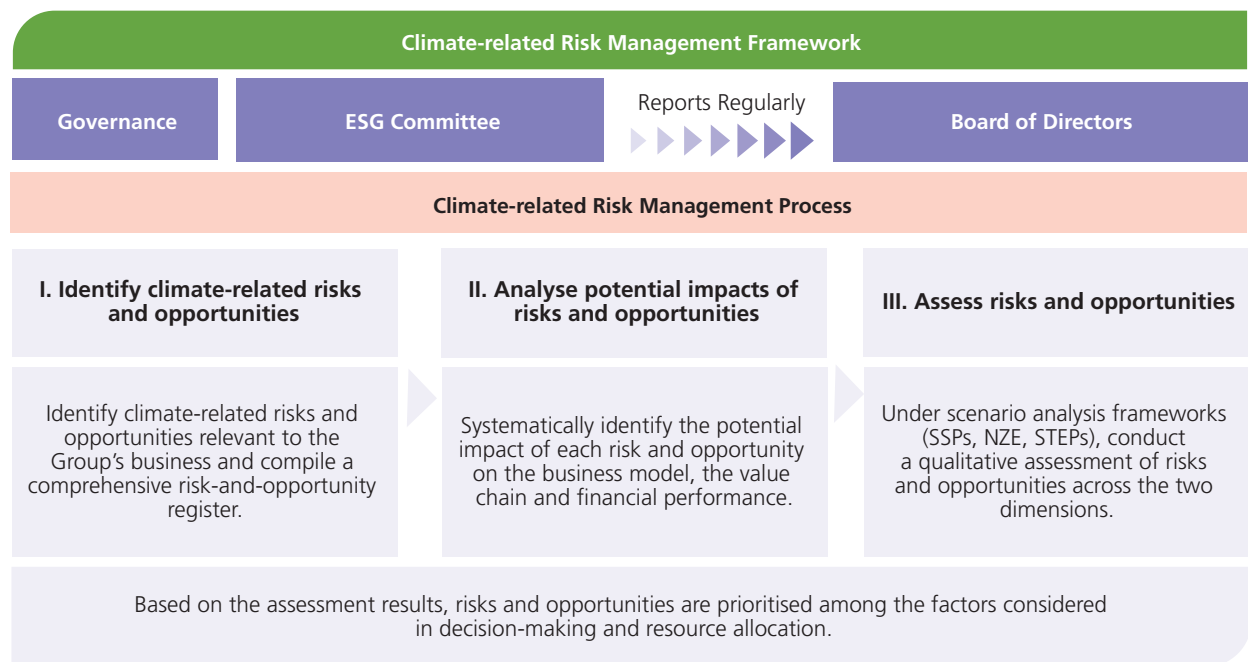 Climate-related Risk Management Framework
Governance
ESG Committee
Reports Regularly
Board of Directors
Climate-related Risk Management Process
I. Identify climate-related risks
and opportunities
II. Analyse potential impacts of
risks and opportunities
III. Assess risks and opportunities
Identify climate-related risks and
opportunities relevant to the
Group's business and compile a
comprehensive risk-and-opportunity
register.
Systematically identify the potential
impact of each risk and opportunity
on the business model, the value
chain and financial performance.
Under scenario analysis frameworks
(SSPs, NZE, STEPs), conduct
a qualitative assessment of risks
and opportunities across the two
dimensions.
Based on the assessment results, risks and opportunities are prioritised among the factors considered
in decision-making and resource allocation.